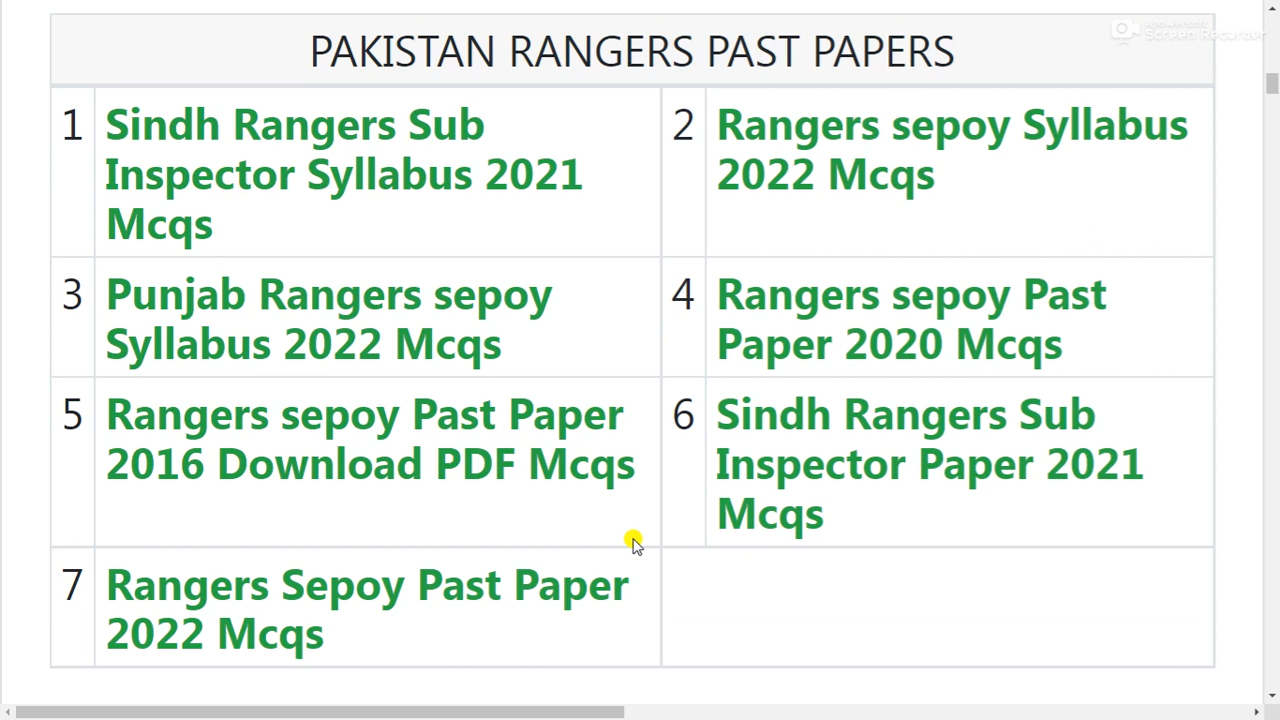 PAKISTAN RANGERS PAST PAPERS
1
Sindh Rangers Sub
Inspector Syllabus 2021
Mcqs
2
Rangers sepoy Syllabus
2022 Mcqs
3
Punjab Rangers sepoy
Syllabus 2022 Mcqs
4
Rangers sepoy Past
Paper 2020 Mcqs
5
Rangers sepoy Past Paper
2016 Download PDF Mcqs
6
Sindh Rangers Sub
Inspector Paper 2021
Mcqs
7
Rangers Sepoy Past Paper
2022 Mcqs
Screen Recorder